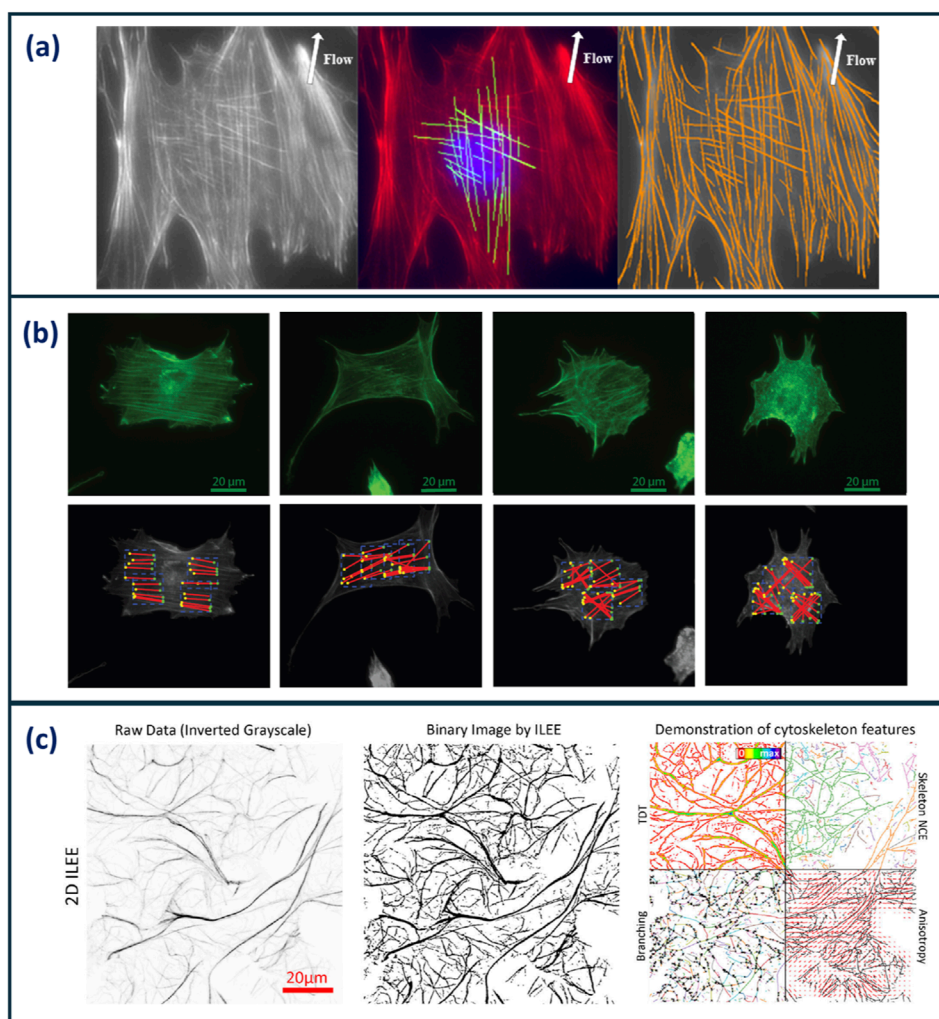 (a)
Flow
Flow
Flow
(b)
20 µm
20 µm
20 µm
20 µm
(c)
Raw Data (Inverted Grayscale)
Binary Image by ILEE
Demonstration of cytoskeleton features
2D ILEE
20µm
0
max
TDT
Skeleton NCE
Branching
Anisotropy